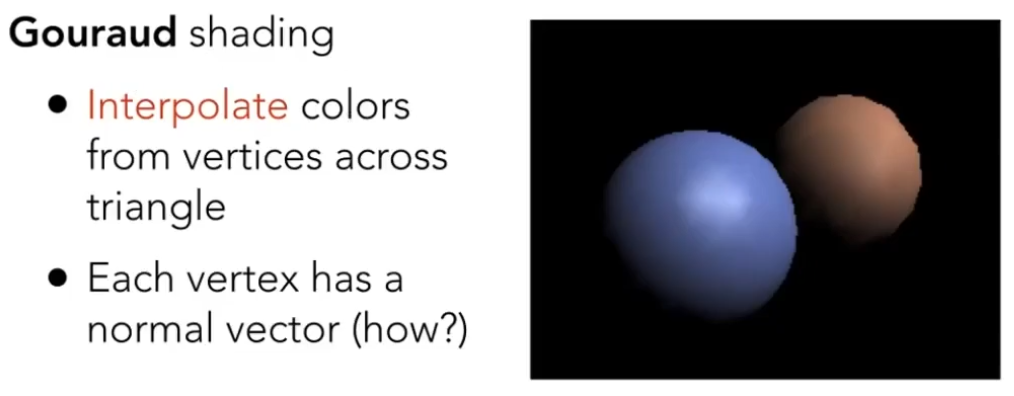 Gouraud shading
● Interpolate colors
from vertices across
triangle
● Each vertex has a
normal vector (how?)